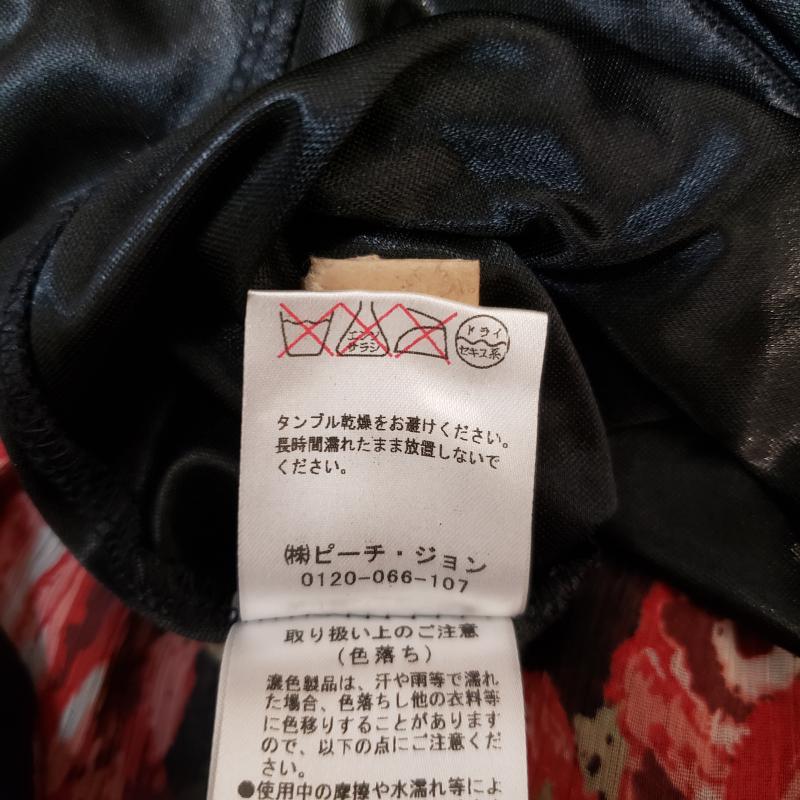 エンソ
サラシ
ドライ
セキユ系
タンブル乾燥をお避けください。
長時間濡れたまま放置しないで
ください。
㈱ピーチ・ジョン
0120-066-107
取り扱い上のご注意
(色落ち)
濃色製品は、汗や雨等で濡れ
た場合、色落ちし他の衣料等
に色移りすることがあります
ので、以下の点にご注意くだ
さい。
●使用中の摩擦や水濡れ等によ